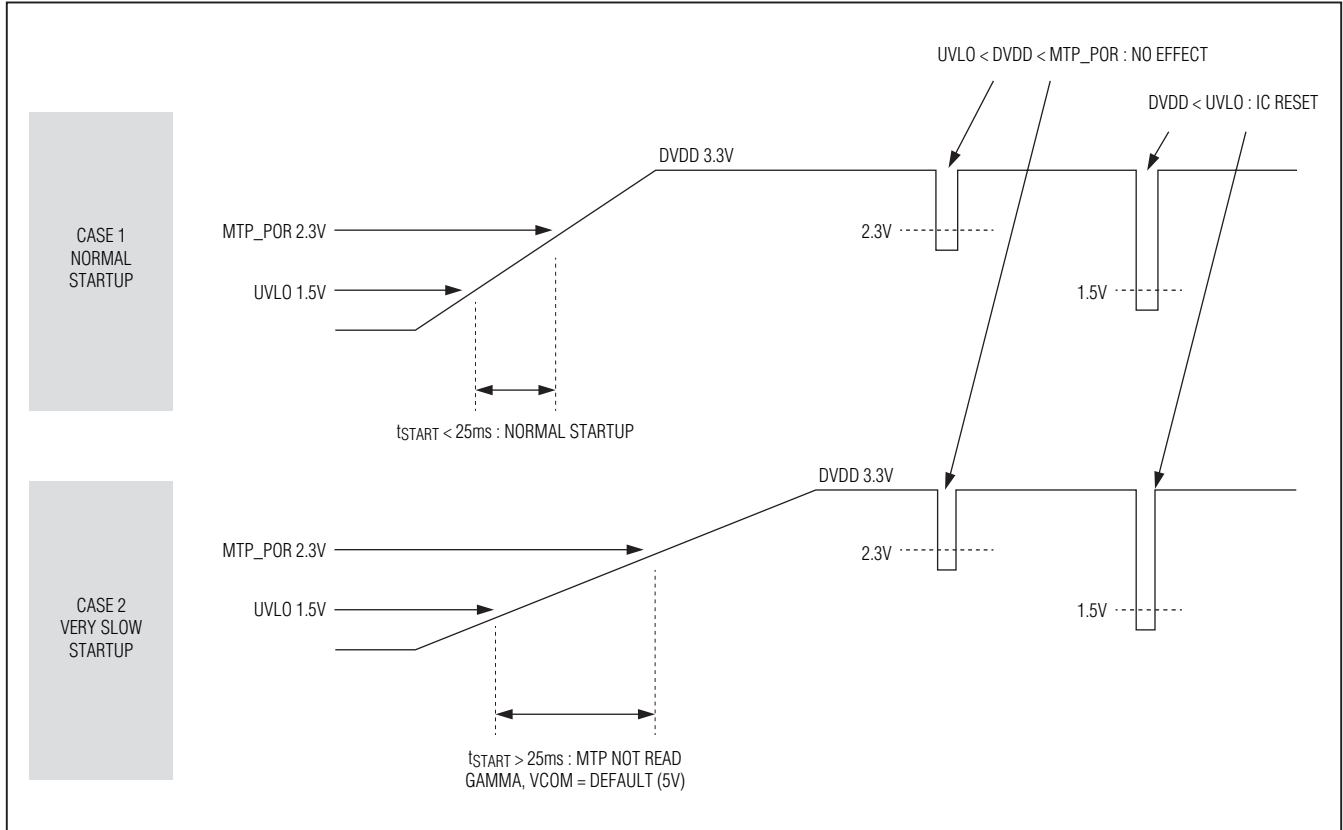 UVLO < DVDD < MTP_POR : NO EFFECT
DVDD < UVLO : IC RESET
CASE 1
NORMAL
STARTUP
DVDD 3.3V
MTP_POR 2.3V
2.3V
UVLO 1.5V
1.5V
tSTART < 25ms : NORMAL STARTUP
CASE 2
VERY SLOW
STARTUP
DVDD 3.3V
MTP_POR 2.3V
2.3V
UVLO 1.5V
1.5V
tSTART > 25ms : MTP NOT READ
GAMMA, VCOM = DEFAULT (5V)